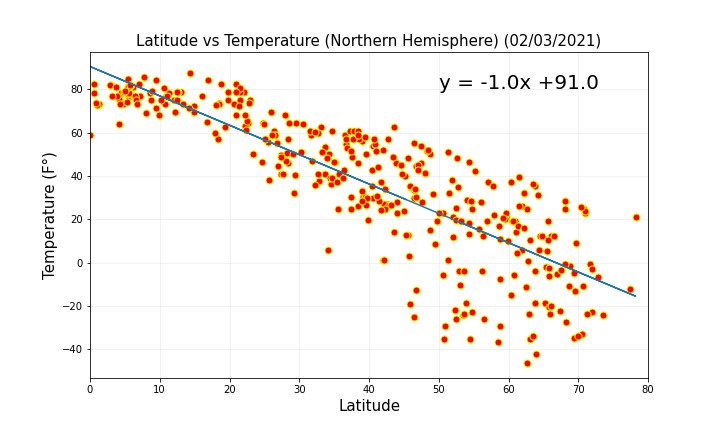 Latitude vs Temperature (Northern Hemisphere) (02/03/2021)
y = -1.0x +91.0
Temperature (F°)
80
60
40
20
0
−20
−40
0 10 20 30 40 50 60 70 80
Latitude